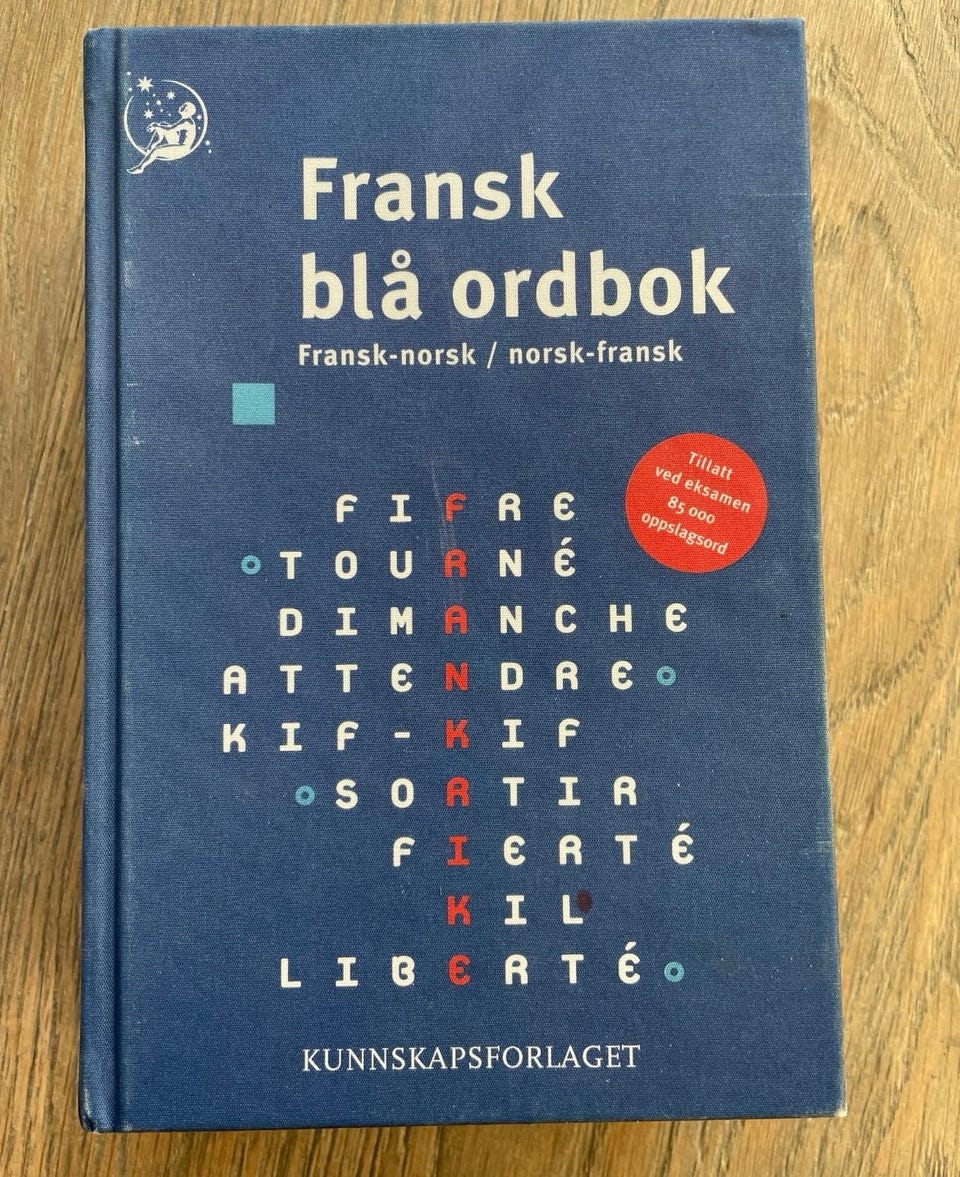 Fransk
blå ordbok
Fransk-norsk / norsk-fransk
Tillatt
ved eksamen
85 000
oppslagsord
FIFRE
TOURNÉ
DIMANCHE
ATTENDRE
KIF-KIF
SORTIR
FIERTÉ
KIL
LIBERTÉ
KUNNSKAPSFORLAGET